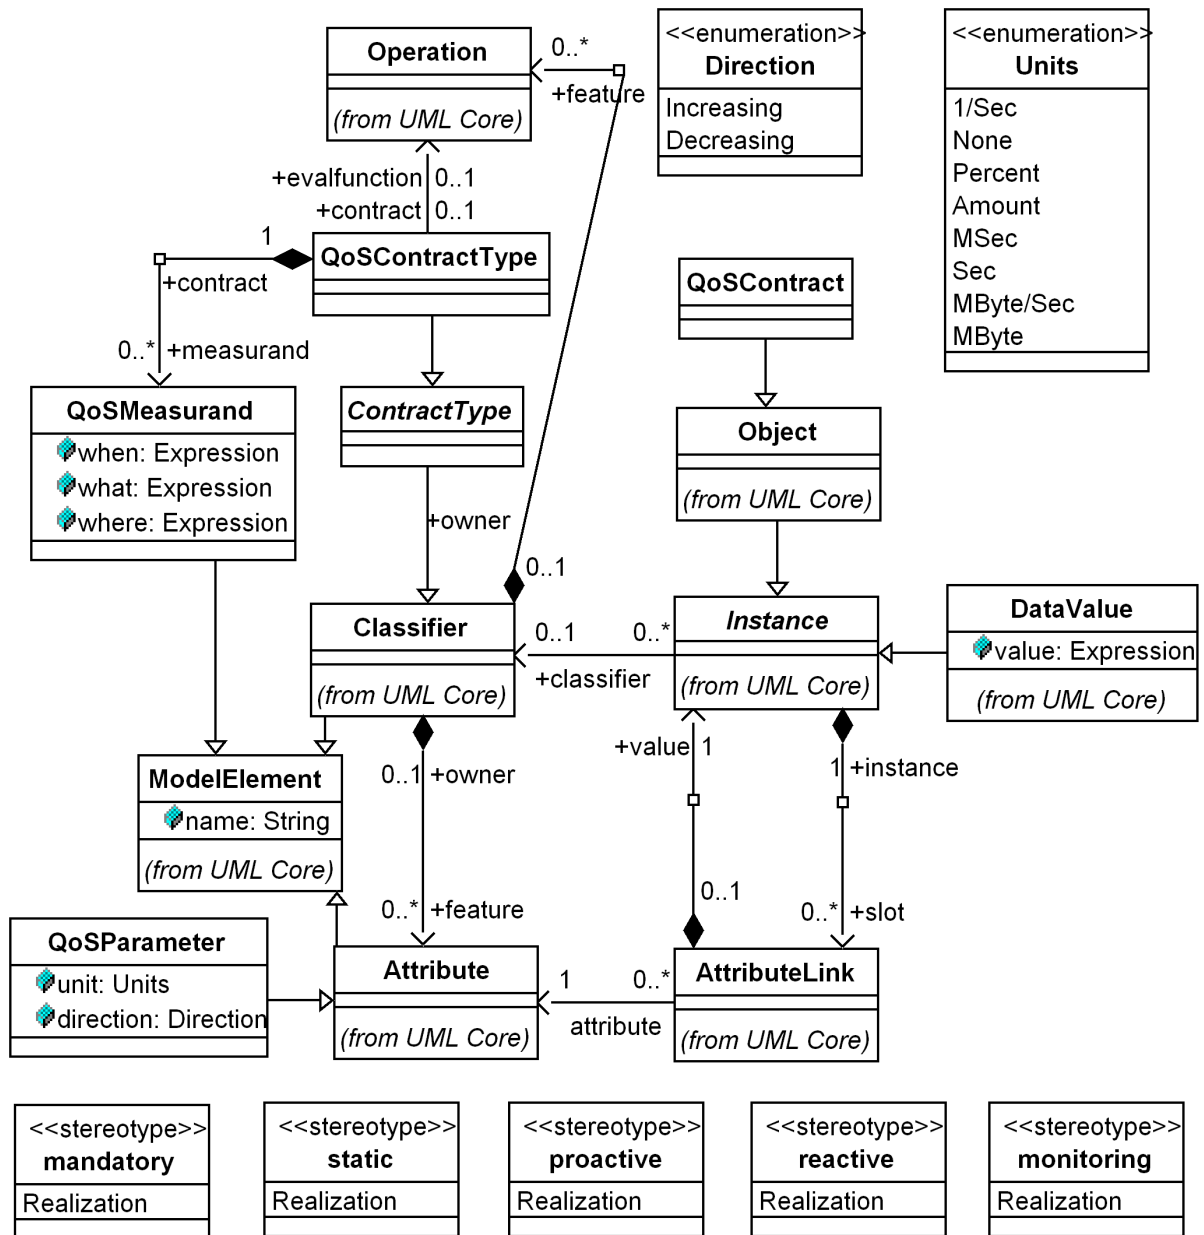 Operation
(from UML Core)
0..*
+feature
<<enumeration>>
Direction
Increasing
Decreasing
<<enumeration>>
Units
1/Sec
None
Percent
Amount
MSec
Sec
MByte/Sec
MByte
+evalfunction 0..1
+contract 0..1
1
QoSContractType
+contract
0..* +measurand
QoSContract
QoSMeasurand
when: Expression
what: Expression
where: Expression
ContractType
Object
(from UML Core)
+owner
0..1
Classifier
(from UML Core)
0..1
0..*
+classifier
Instance
(from UML Core)
DataValue
value: Expression
(from UML Core)
ModelElement
name: String
(from UML Core)
0..1 +owner
+value 1
1 +instance
0..1
0..* +feature
0..* +slot
QoSParameter
unit: Units
direction: Direction
Attribute
(from UML Core)
1
0..*
attribute
AttributeLink
(from UML Core)
<<stereotype>>
mandatory
Realization
<<stereotype>>
static
Realization
<<stereotype>>
proactive
Realization
<<stereotype>>
reactive
Realization
<<stereotype>>
monitoring
Realization